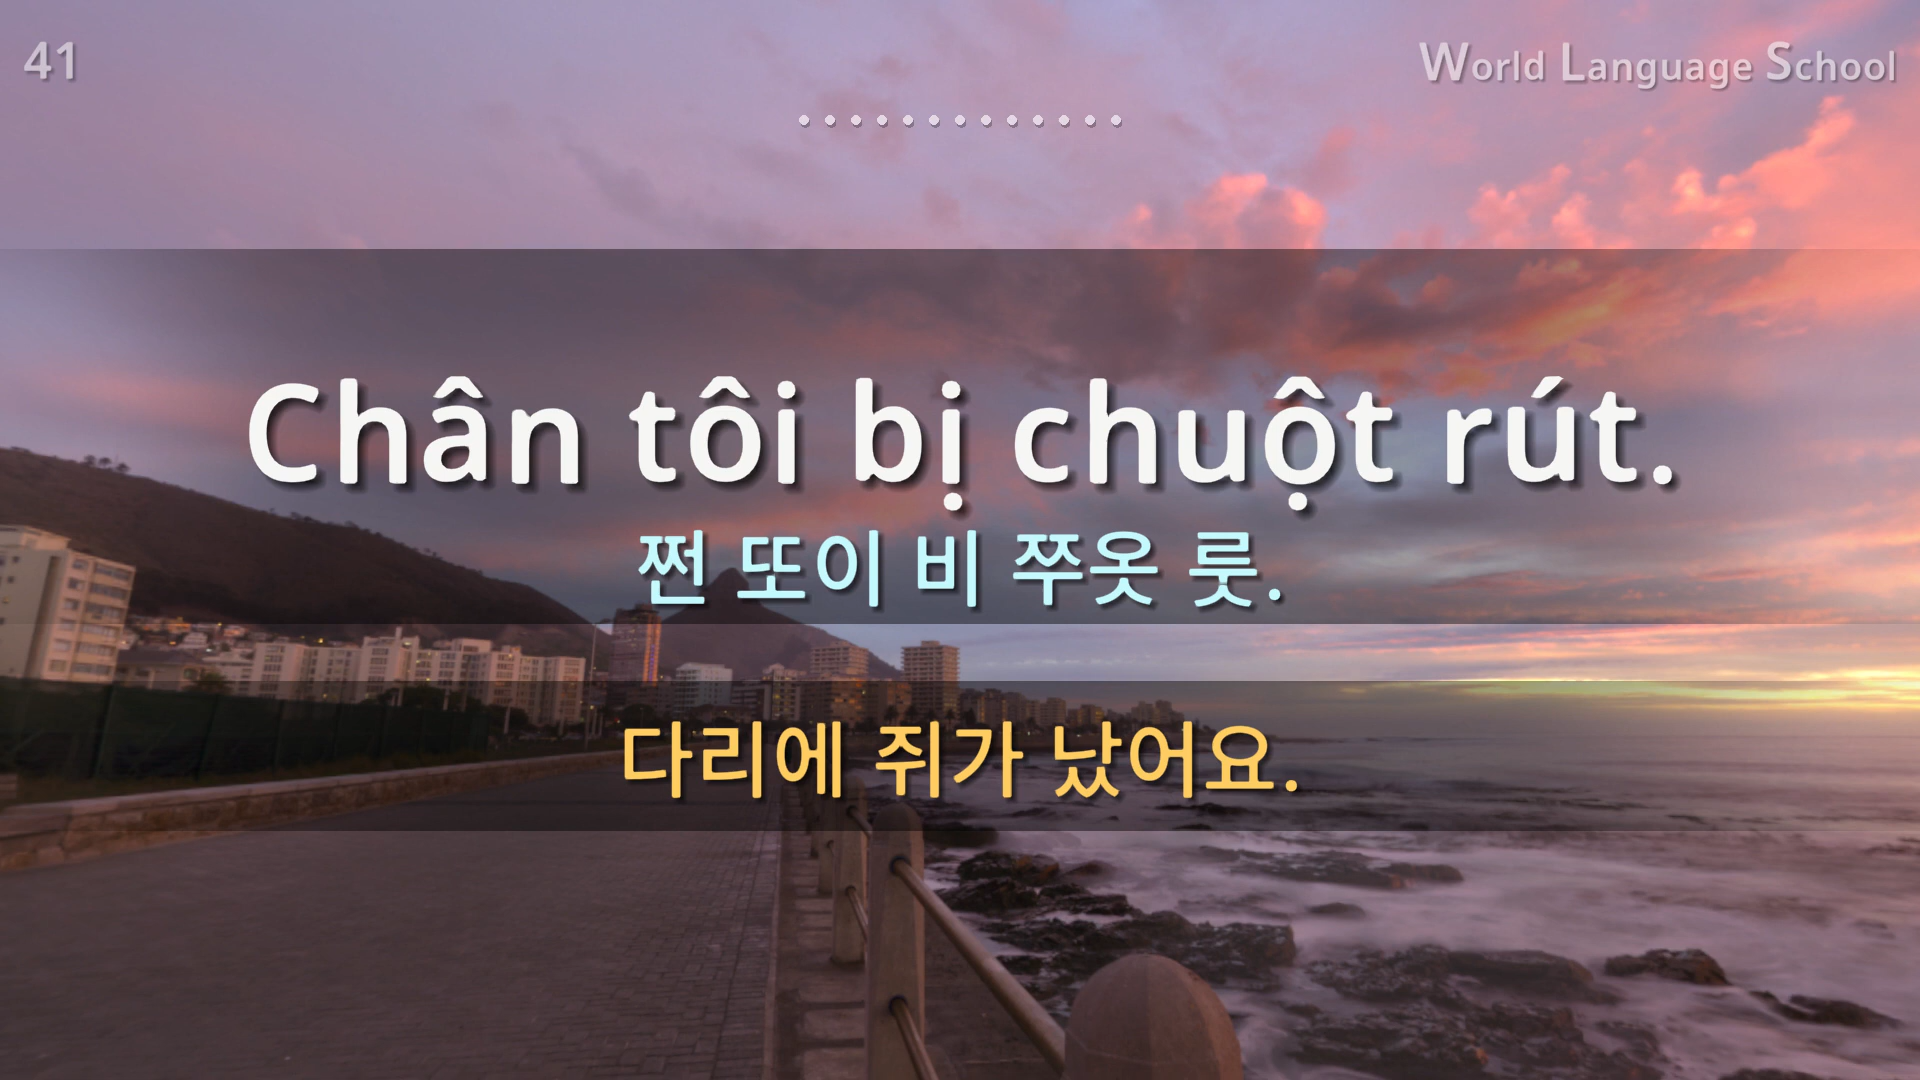 41
World Language School
Chân tôi bị chuột rút.
쩐 또이 비 쭈옷 룻.
다리에 쥐가 났어요.